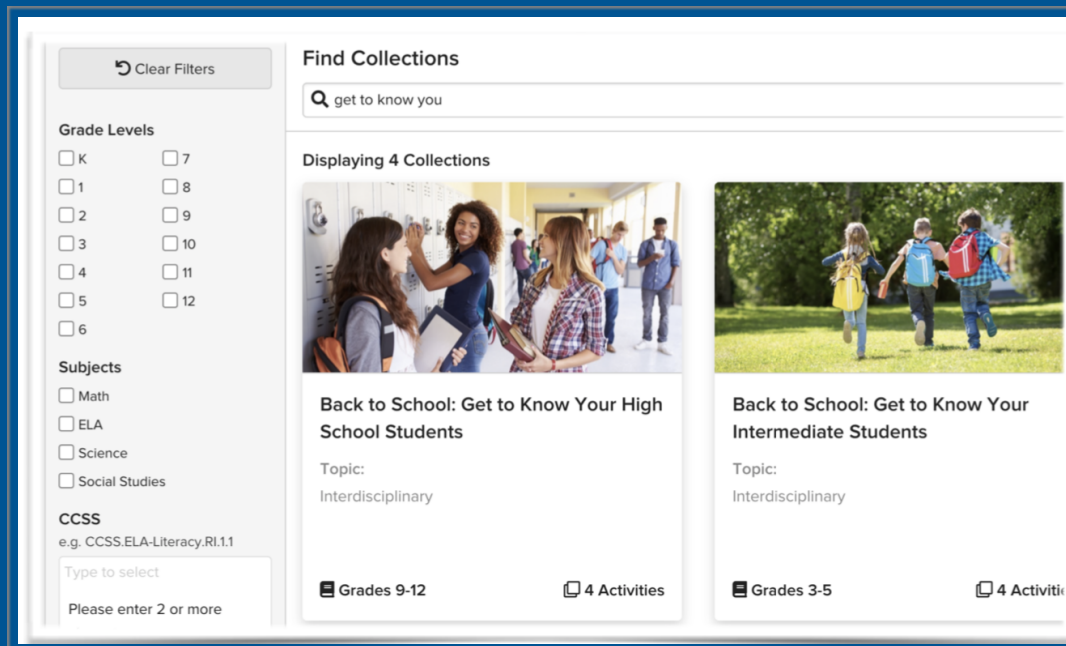 Clear Filters
Grade Levels
K
7
1
8
2
9
3
10
4
11
5
12
6
Subjects
Math
ELA
Science
Social Studies
CCSS
e.g. CCSS.ELA-Literacy.RI.1.1
Type to select
Please enter 2 or more
Find Collections
get to know you
Displaying 4 Collections
Back to School: Get to Know Your High
School Students
Topic:
Interdisciplinary
Grades 9-12
4 Activities
Back to School: Get to Know Your
Intermediate Students
Topic:
Interdisciplinary
Grades 3-5
4